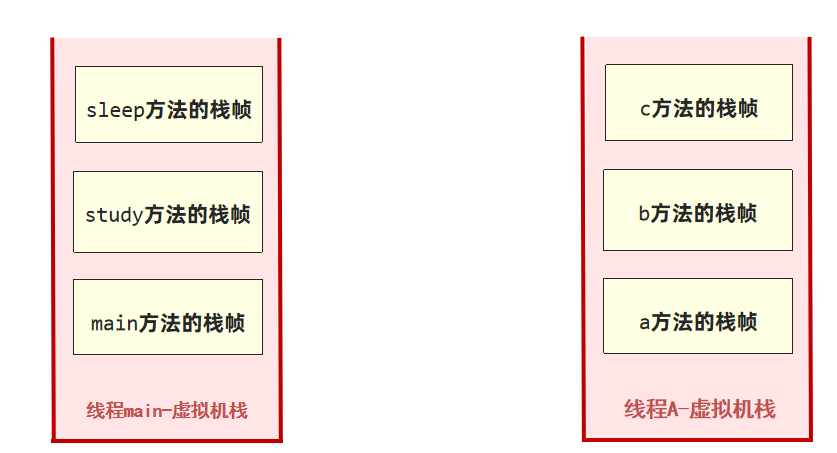 sleep方法的栈帧
study方法的栈帧
main方法的栈帧
线程main-虚拟机栈
c方法的栈帧
b方法的栈帧
a方法的栈帧
线程A-虚拟机栈